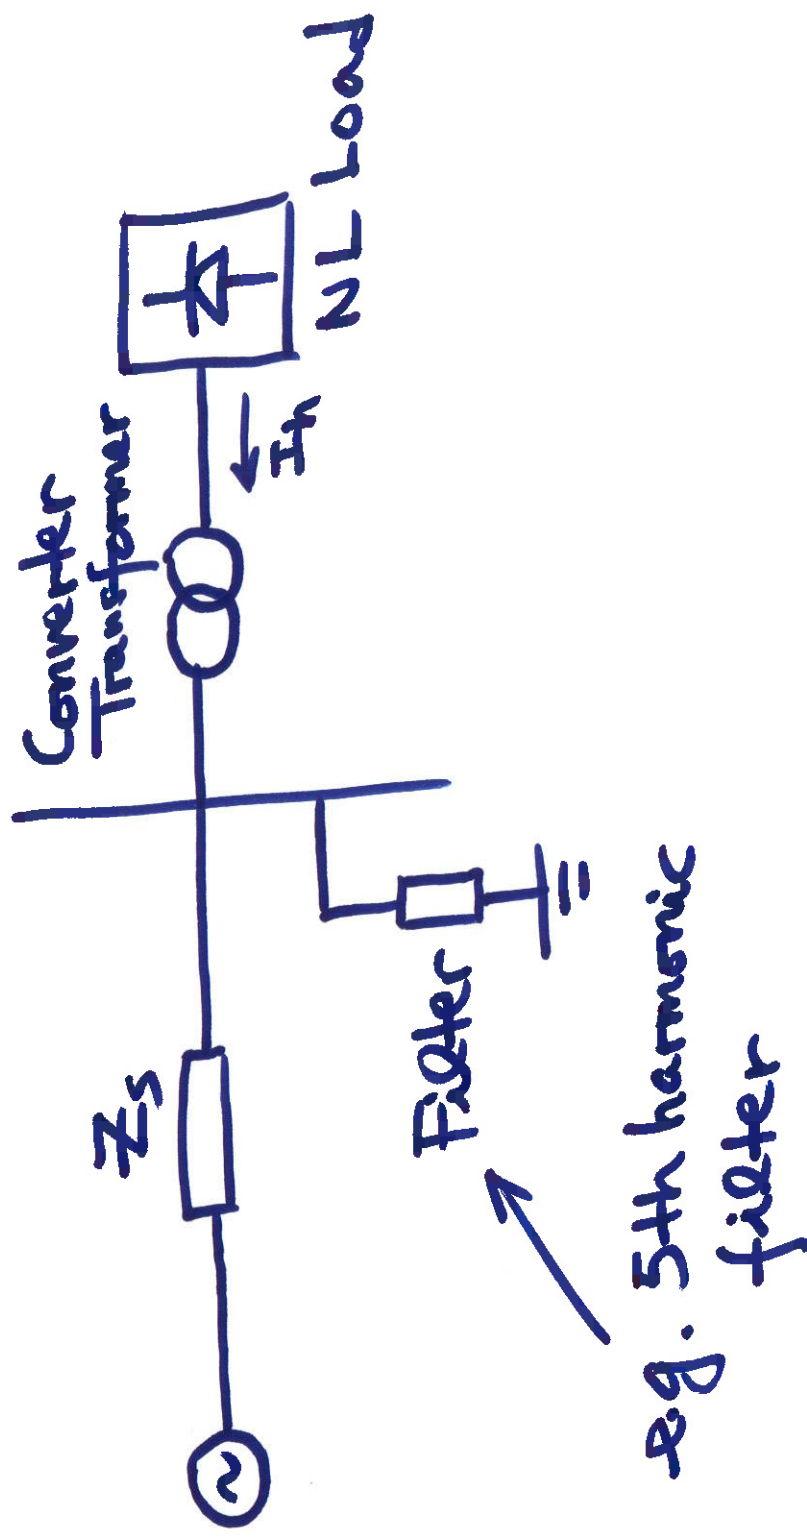 Converter
Transformer
Zs
Ih
NL Load
Filter
e.g. 5th harmonic
filter